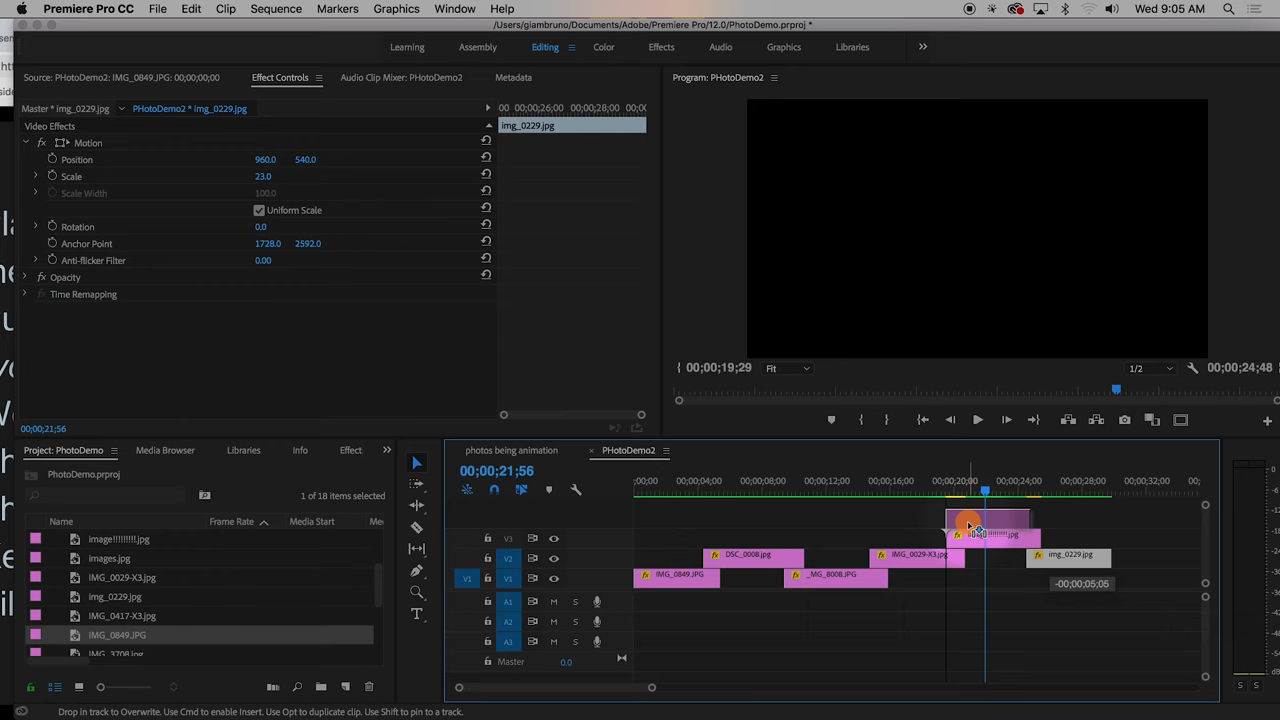 Premiere Pro CC File Edit Clip Sequence Markers Graphics Window Help Wed 9:05 AM
/Users/giambruno/Documents/Adobe/Premiere Pro/12.0/PhotoDemo.prproj *
Learning Assembly Editing Color Effects Audio Graphics Libraries
Source: PHotoDemo2: IMG_0849.JPG: 00;00;00;00 Effect Controls Audio Clip Mixer: PHotoDemo2 Metadata
Program: PHotoDemo2
Master * img_0229.jpg PHotoDemo2 * img_0229.jpg 00 00;00;26;00 00;00;28;00
Video Effects img_0229.jpg
fx Motion
Position 960.0 540.0
Scale 23.0
Scale Width 100.0
Uniform Scale
Rotation 0.0
Anchor Point 1728.0 2592.0
Anti-flicker Filter 0.00
fx Opacity
Time Remapping
00;00;19;29 Fit 1/2 00;00;24;48
00;00;21;56
Project: PHotoDemo Media Browser Libraries Info Effect
PHotoDemo.prproj
1 of 18 items selected
Name Frame Rate Media Start Me
image!!!!!!!!!!.jpg
images.jpg
IMG_0029-X3.jpg
img_0229.jpg
IMG_0417-X3.jpg
IMG_0849.JPG
IMG_3708.jpg
photos being animation PHotoDemo2
00;00;21;56
;00;00 00;00;04;00 00;00;08;00 00;00;12;00 00;00;16;00 00;00;20;00 00;00;24;00 00;00;28;00 00;00;32;00 00;
V3
V2 DSC_0008.jpg IMG_0029-X3.jpg img_0229.jpg
V1 V1 IMG_0849.JPG _MG_8008.JPG
-00;00;05;05
A1 M S
A2 M S
A3 M S
Master 0.0
S S
Drop in track to Overwrite. Use Cmd to enable Insert. Use Opt to duplicate clip. Use Shift to pin to a track.